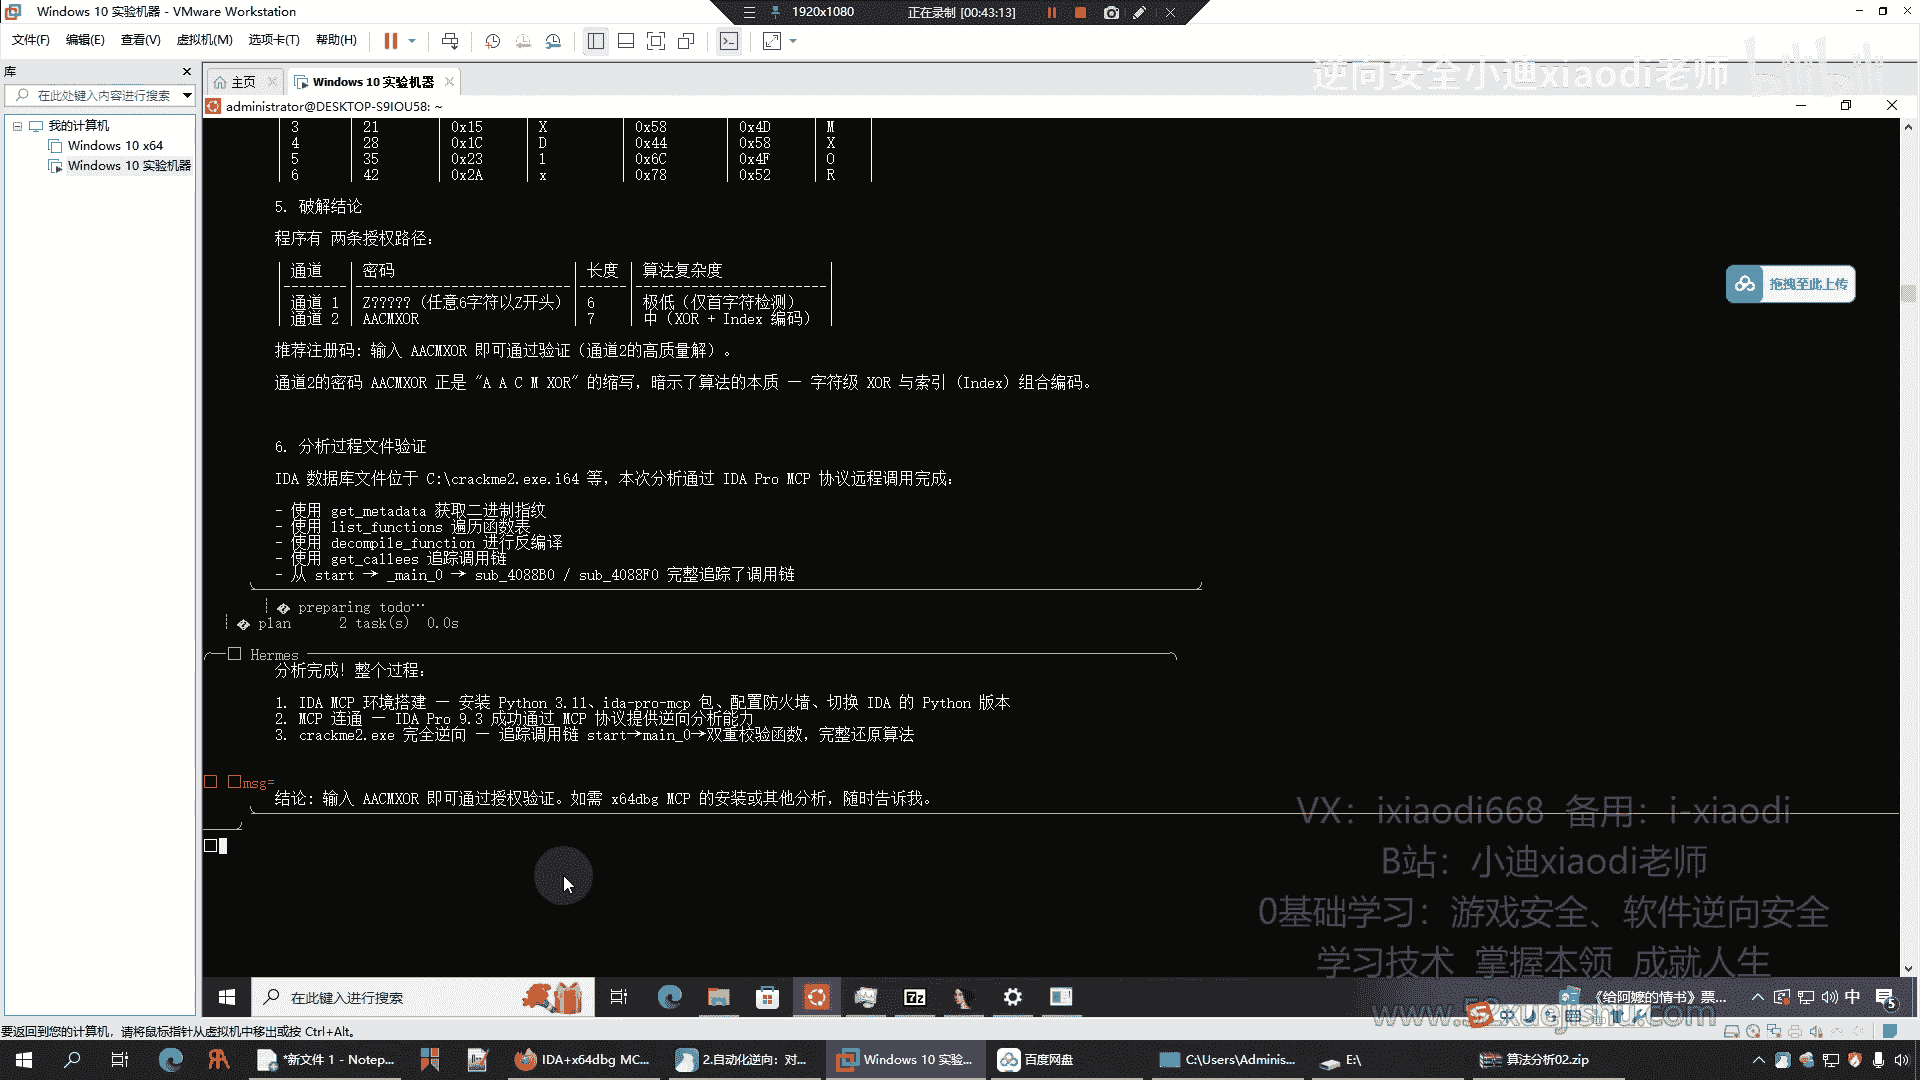 Windows 10 实验机器 - VMware Workstation
1920x1080 正在录制 [00:43:13]
文件(F) 编辑(E) 查看(V) 虚拟机(M) 选项卡(T) 帮助(H)
逆向安全小迪xiaodi老师
库
在此处键入内容进行搜索
我的计算机
Windows 10 x64
Windows 10 实验机器
主页
Windows 10 实验机器
administrator@DESKTOP-S9IOU58: ~
3 21 0x15 X 0x58 0x4D M
4 28 0x1C D 0x44 0x58 X
5 35 0x23 l 0x6C 0x4F O
6 42 0x2A x 0x78 0x52 R
5. 破解结论
程序有 两条授权路径：
通道 密码 长度 算法复杂度
通道 1 Z?????（任意6字符以Z开头） 6 极低（仅首字符检测）
通道 2 AACMXOR 7 中（XOR + Index 编码）
推荐注册码: 输入 AACMXOR 即可通过验证（通道2的高质量解）。
通道2的密码 AACMXOR 正是 "A A C M XOR" 的缩写，暗示了算法的本质 — 字符级 XOR 与索引（Index）组合编码。
6. 分析过程文件验证
IDA 数据库文件位于 C:\crackme2.exe.i64 等，本次分析通过 IDA Pro MCP 协议远程调用完成：
- 使用 get_metadata 获取二进制指纹
- 使用 list_functions 遍历函数表
- 使用 decompile_function 进行反编译
- 使用 get_callees 追踪调用链
- 从 start → _main_0 → sub_4088B0 / sub_4088F0 完整追踪了调用链
preparing todo…
plan 2 task(s) 0.0s
Hermes
分析完成！整个过程：
1. IDA MCP 环境搭建 — 安装 Python 3.11、ida-pro-mcp 包、配置防火墙、切换 IDA 的 Python 版本
2. MCP 连通 — IDA Pro 9.3 成功通过 MCP 协议提供逆向分析能力
3. crackme2.exe 完全逆向 — 追踪调用链 start→main_0→双重校验函数，完整还原算法
msg=
结论: 输入 AACMXOR 即可通过授权验证。如需 x64dbg MCP 的安装或其他分析，随时告诉我。
拖拽至此上传
VX：ixiaodi668 备用：i-xiaodi
B站：小迪xiaodi老师
0基础学习：游戏安全、软件逆向安全
学习技术 掌握本领 成就人生
在此键入进行搜索
《给阿嬷的情书》票...
中
要返回到您的计算机，请将鼠标指针从虚拟机中移出或按 Ctrl+Alt。
*新文件 1 - Notep...
IDA+x64dbg MC...
2.自动化逆向：对...
Windows 10 实验...
百度网盘
C:\Users\Adminis...
E:\
算法分析02.zip